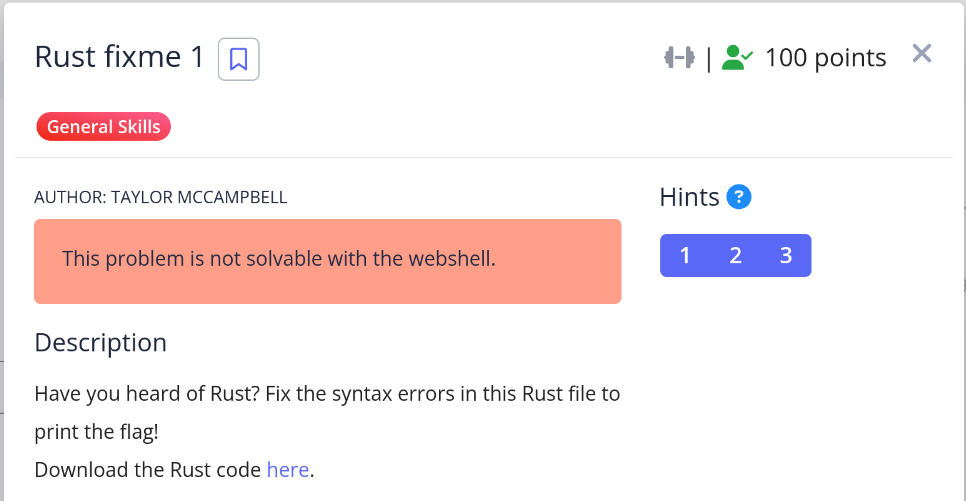 Rust fixme 1
| 100 points
General Skills
AUTHOR: TAYLOR MCCAMPBELL
Hints ?
This problem is not solvable with the webshell.
1 2 3
Description
Have you heard of Rust? Fix the syntax errors in this Rust file to
print the flag!
Download the Rust code here.